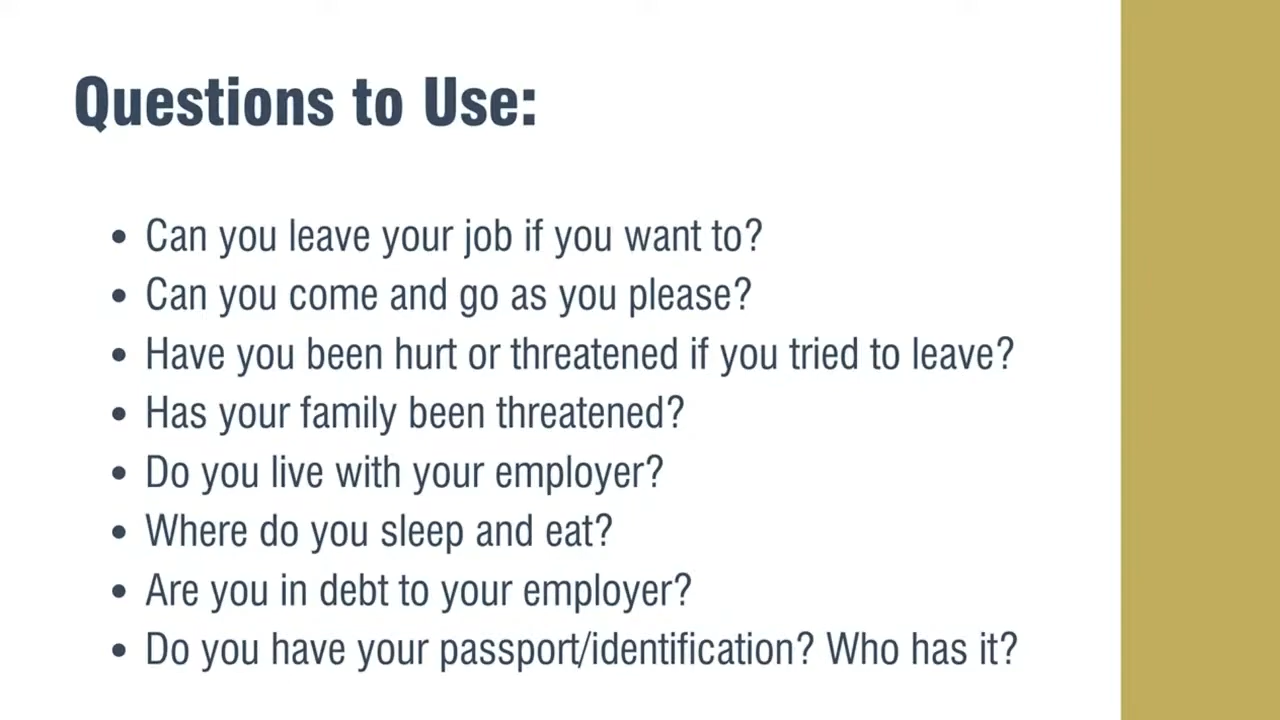 Questions to Use:
• Can you leave your job if you want to?
• Can you come and go as you please?
• Have you been hurt or threatened if you tried to leave?
• Has your family been threatened?
• Do you live with your employer?
• Where do you sleep and eat?
• Are you in debt to your employer?
• Do you have your passport/identification? Who has it?